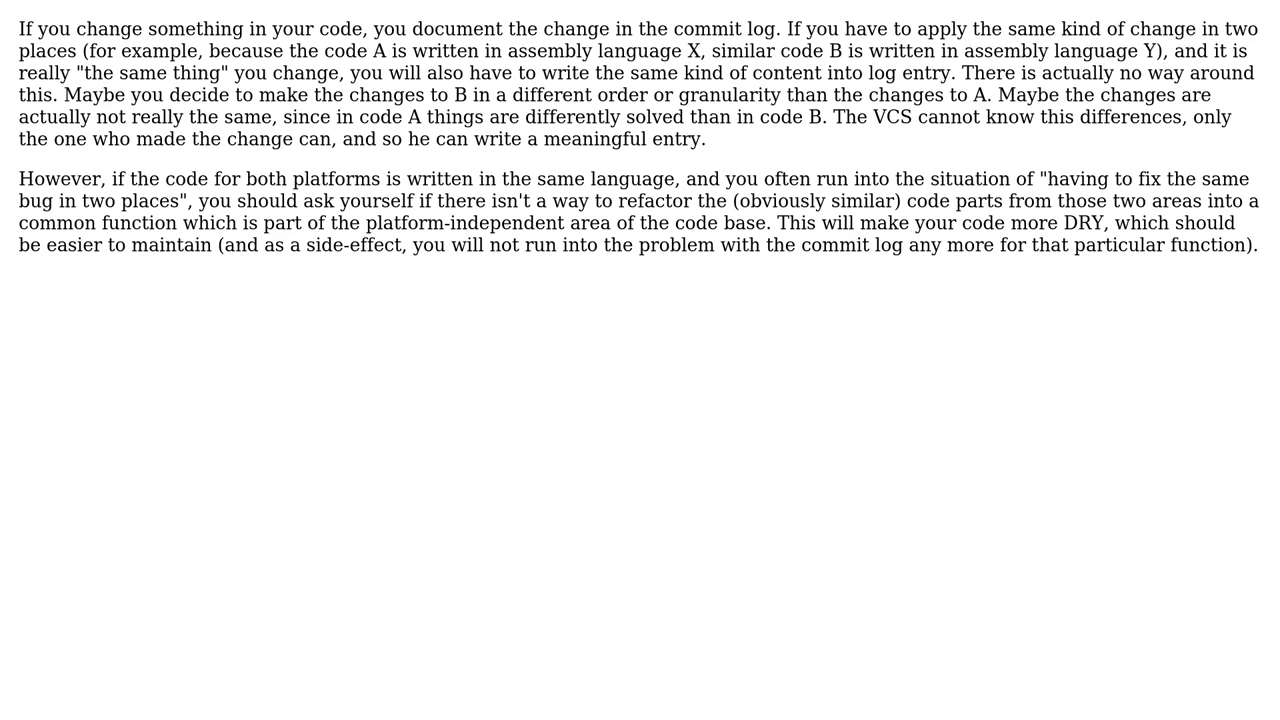 If you change something in your code, you document the change in the commit log. If you have to apply the same kind of change in two
places (for example, because the code A is written in assembly language X, similar code B is written in assembly language Y), and it is
really "the same thing" you change, you will also have to write the same kind of content into log entry. There is actually no way around
this. Maybe you decide to make the changes to B in a different order or granularity than the changes to A. Maybe the changes are
actually not really the same, since in code A things are differently solved than in code B. The VCS cannot know this differences, only
the one who made the change can, and so he can write a meaningful entry.
However, if the code for both platforms is written in the same language, and you often run into the situation of "having to fix the same
bug in two places", you should ask yourself if there isn't a way to refactor the (obviously similar) code parts from those two areas into a
common function which is part of the platform-independent area of the code base. This will make your code more DRY, which should
be easier to maintain (and as a side-effect, you will not run into the problem with the commit log any more for that particular function).